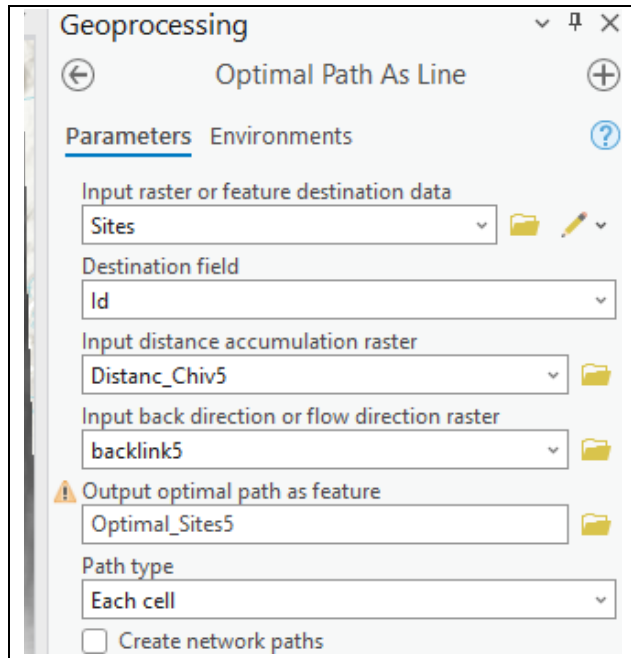 Geoprocessing
Optimal Path As Line
Parameters Environments
Input raster or feature destination data
Sites
Destination field
Id
Input distance accumulation raster
Distanc_Chiv5
Input back direction or flow direction raster
backlink5
Output optimal path as feature
Optimal_Sites5
Path type
Each cell
Create network paths